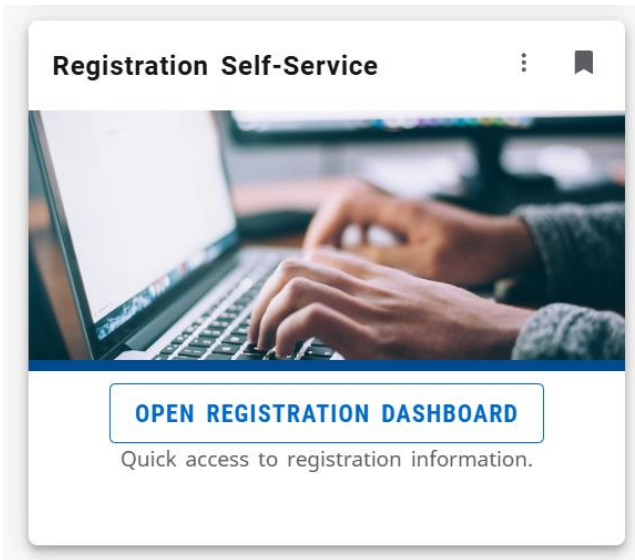 Registration Self-Service
OPEN REGISTRATION DASHBOARD
Quick access to registration information.